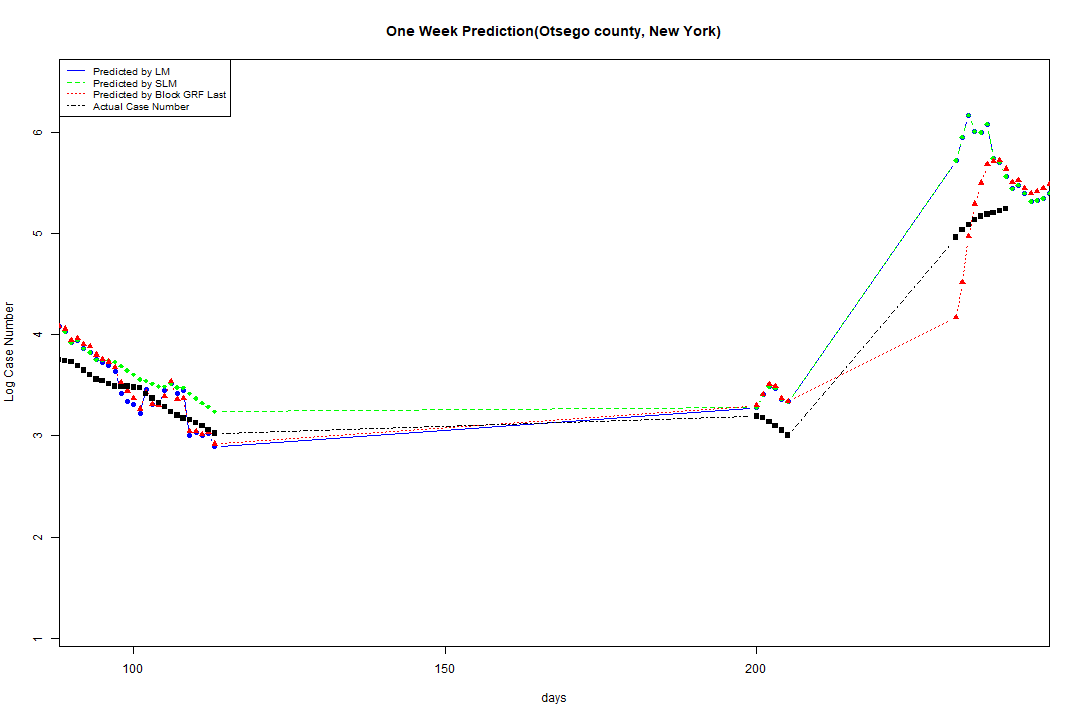 One Week Prediction(Otsego county, New York)
Predicted by LM
Predicted by SLM
Predicted by Block GRF Last
Actual Case Number
6
5
4
3
2
1
Log Case Number
100 150 200
days